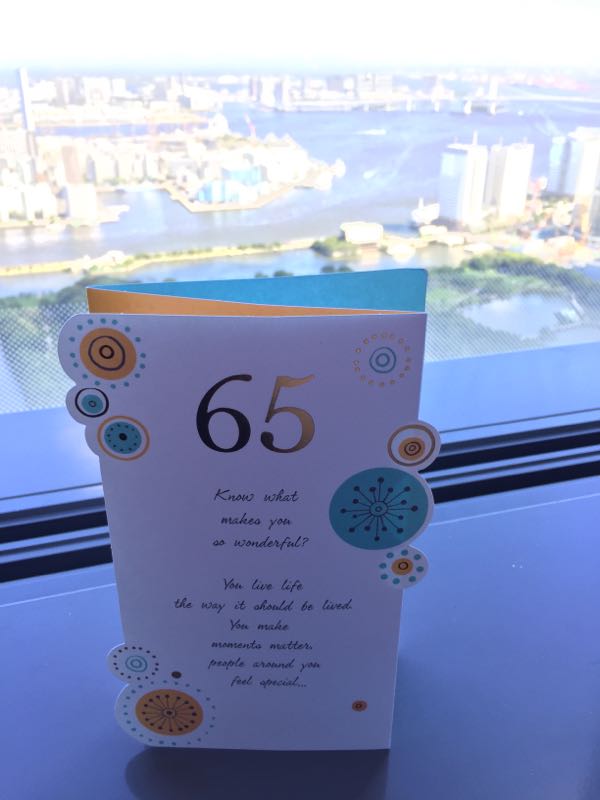 65
Know what
makes you
so wonderful?
You live life
the way it should be lived.
You make
moments matter,
people around you
feel special...